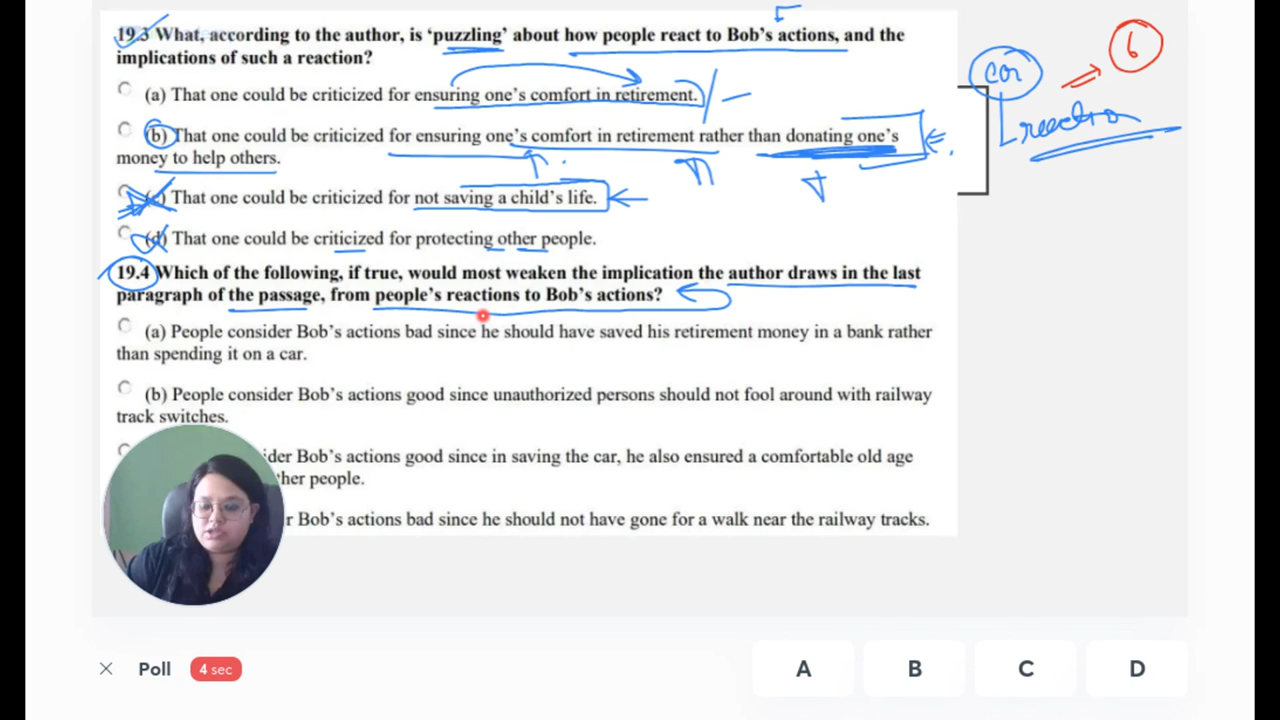 19.3 What, according to the author, is ‘puzzling’ about how people react to Bob’s actions, and the
implications of such a reaction?
(a) That one could be criticized for ensuring one’s comfort in retirement.
(b) That one could be criticized for ensuring one’s comfort in retirement rather than donating one’s
money to help others.
(c) That one could be criticized for not saving a child’s life.
(d) That one could be criticized for protecting other people.
19.4 Which of the following, if true, would most weaken the implication the author draws in the last
paragraph of the passage, from people’s reactions to Bob’s actions?
(a) People consider Bob’s actions bad since he should have saved his retirement money in a bank rather
than spending it on a car.
(b) People consider Bob’s actions good since unauthorized persons should not fool around with railway
track switches.
Bob’s actions good since in saving the car, he also ensured a comfortable old age
people.
Bob’s actions bad since he should not have gone for a walk near the railway tracks.
reaction
Poll 4 sec A B C D